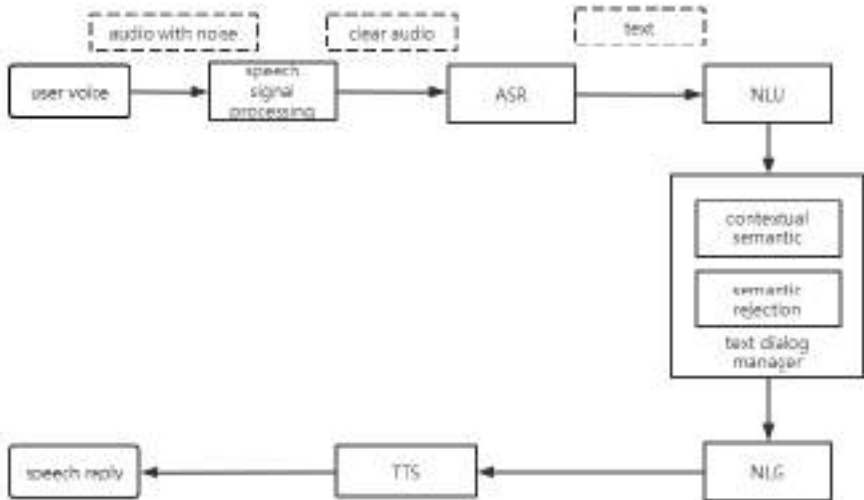 audio with noise
clear audio
text
user voice
speech
signal
processing
ASR
NLU
contextual
semantic
semantic
rejection
text dialog
manager
speech reply
TTS
NLG